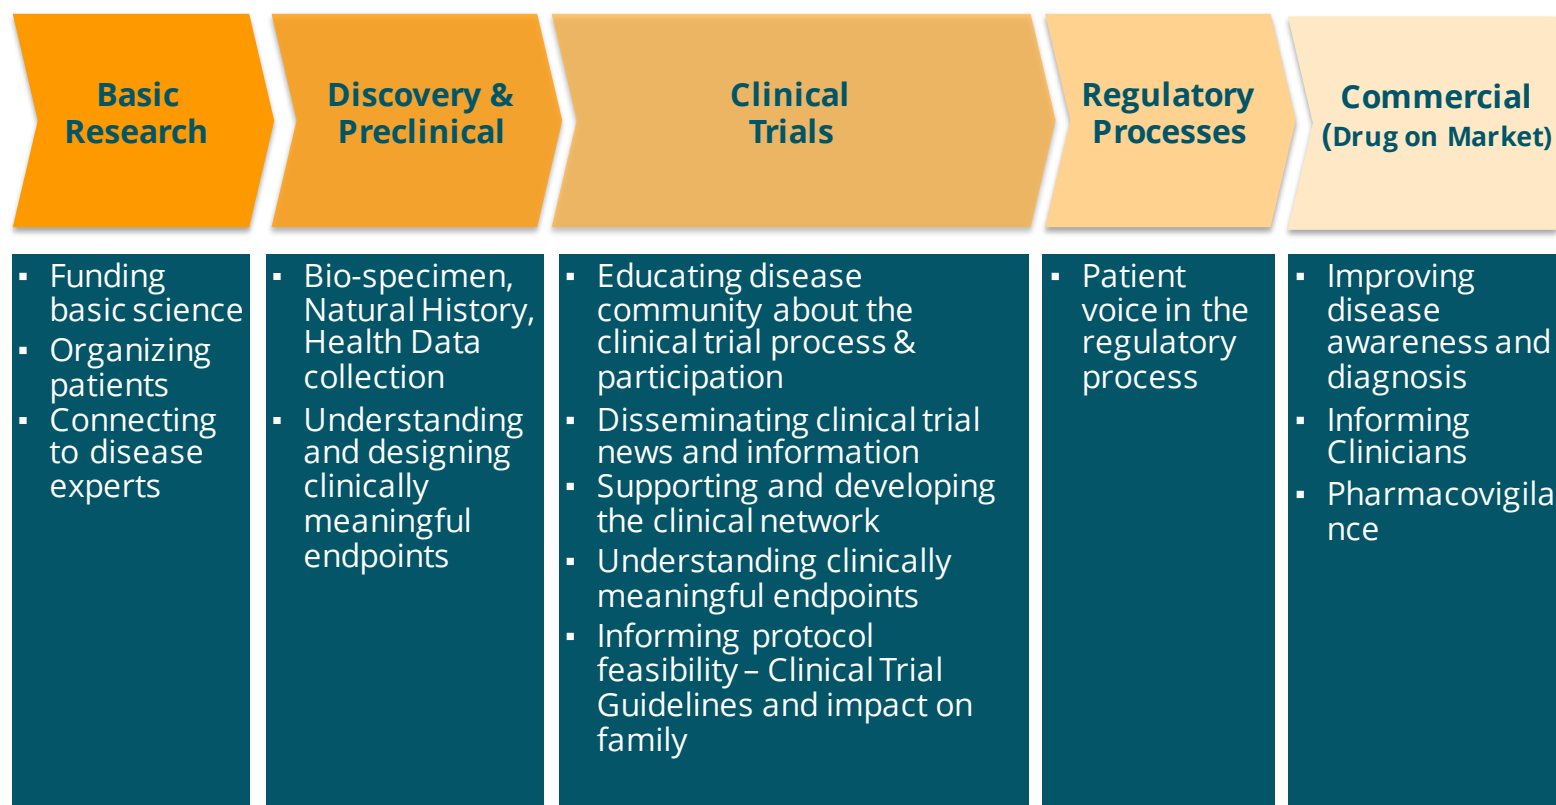 Basic
Research
Discovery &
Preclinical
Clinical
Trials
Regulatory
Processes
Commercial
(Drug on Market)
▪ Funding
basic science
▪ Organizing
patients
▪ Connecting
to disease
experts
▪ Bio-specimen,
Natural History,
Health Data
collection
▪ Understanding
and designing
clinically
meaningful
endpoints
▪ Educating disease
community about the
clinical trial process &
participation
▪ Disseminating clinical trial
news and information
▪ Supporting and developing
the clinical network
▪ Understanding clinically
meaningful endpoints
▪ Informing protocol
feasibility – Clinical Trial
Guidelines and impact on
family
▪ Patient
voice in the
regulatory
process
▪ Improving
disease
awareness and
diagnosis
▪ Informing
Clinicians
▪ Pharmacovigila
nce